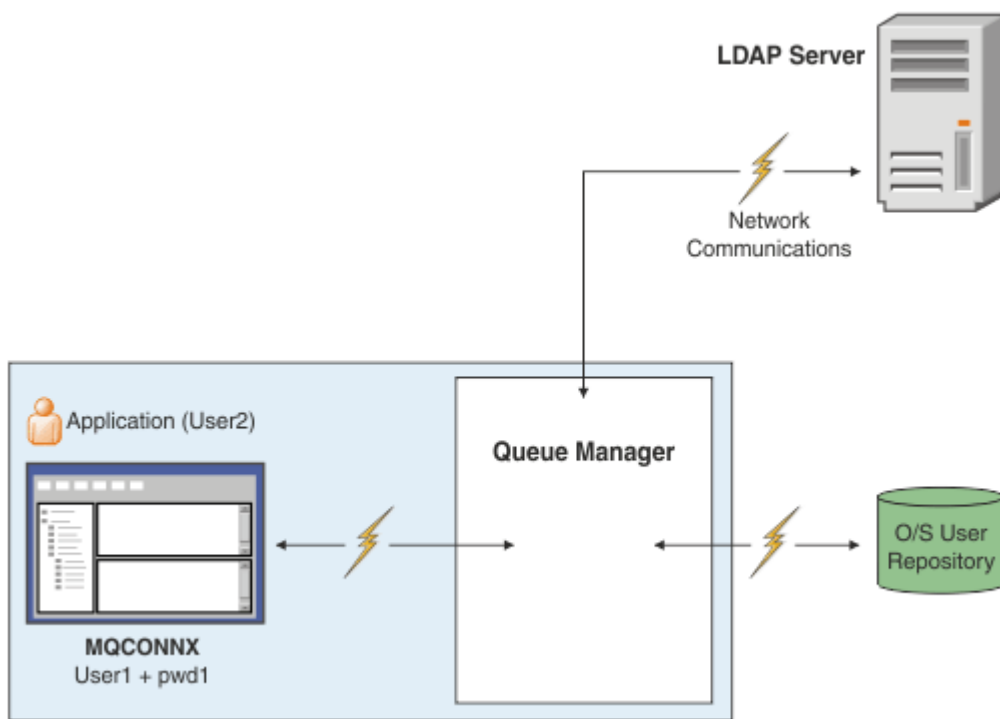 LDAP Server
Network
Communications
Application (User2)
Queue Manager
O/S User
Repository
MQCONNX
User1 + pwd1